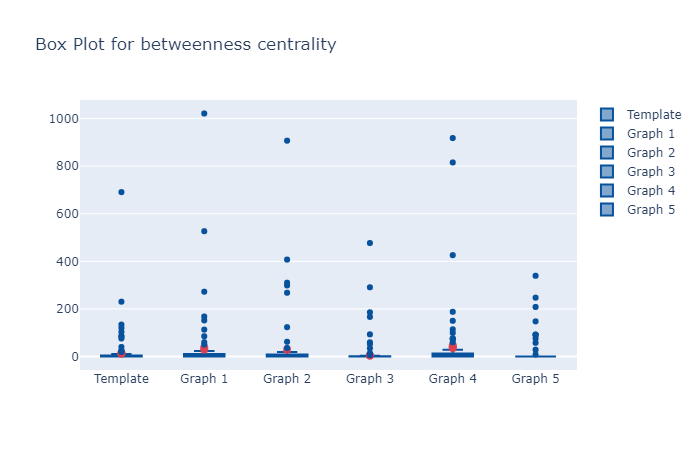 Box Plot for betweenness centrality
1000
800
600
400
200
0
Template
Graph 1
Graph 2
Graph 3
Graph 4
Graph 5
Template
Graph 1
Graph 2
Graph 3
Graph 4
Graph 5